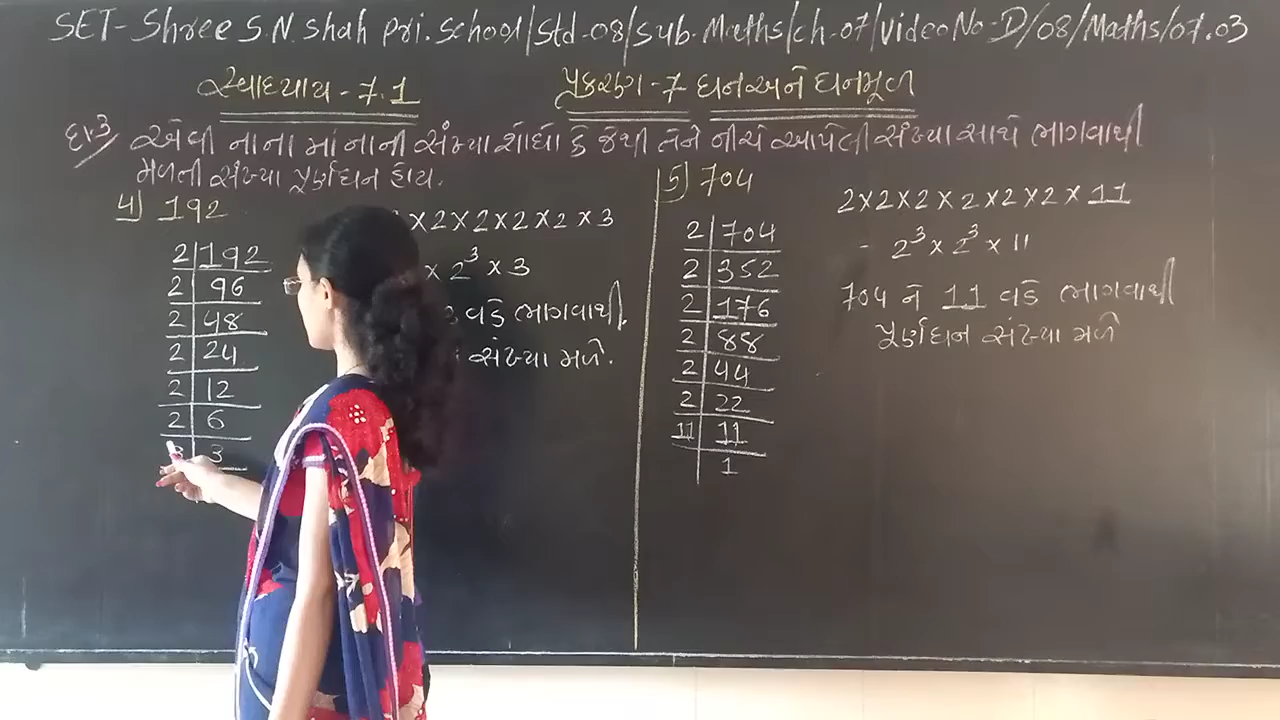 SET-Shree S.N. Shah pri. School/Std-08/Sub-Maths/ch-07/Video No-D/08/Maths/07.03
સ્વાધ્યાય - 7.1
પ્રકરણ - 7 ઘન અને ઘનમૂળ
દા.3 એવી નાનામાં નાની સંખ્યા શોધો કે જેથી તેને નીચે આપેલી સંખ્યા સાથે ભાગવાથી
મળતી સંખ્યા પૂર્ણઘન હોય.
4) 192
2 192
2 96
2 48
2 24
2 12
2 6
3
×2×2×2×2×3
× 2³ × 3
વડે ભાગવાથી
સંખ્યા મળે.
5) 704
2 704
2 352
2 176
2 88
2 44
2 22
11 11
1
2×2×2×2×2×2×11
- 2³ × 2³ × 11
704 ને 11 વડે ભાગવાથી
પૂર્ણઘન સંખ્યા મળે